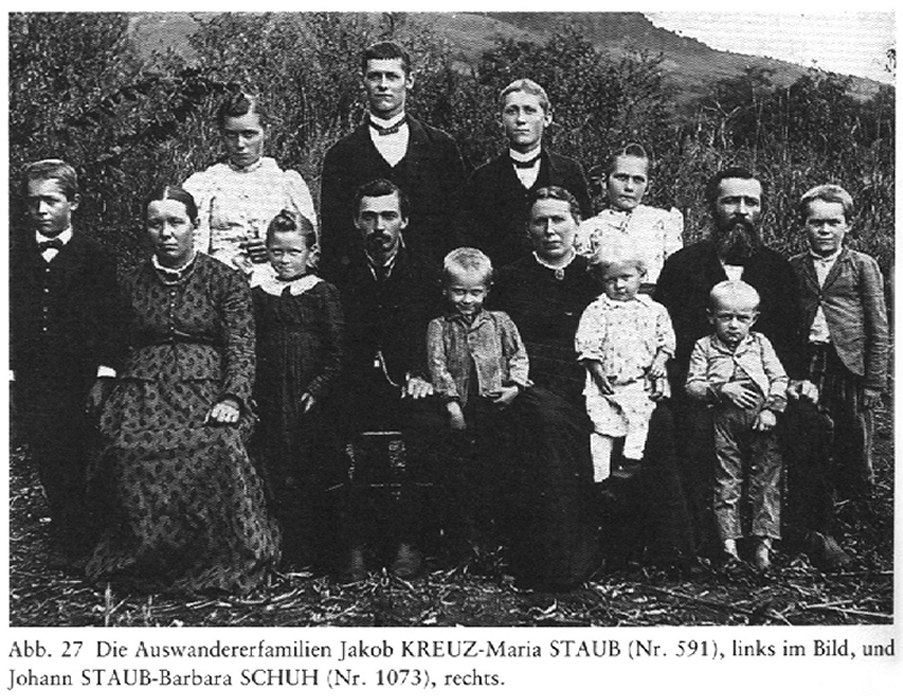 Abb. 27 Die Auswandererfamilien Jakob KREUZ-Maria STAUB (Nr. 591), links im Bild, und
Johann STAUB-Barbara SCHUH (Nr. 1073), rechts.